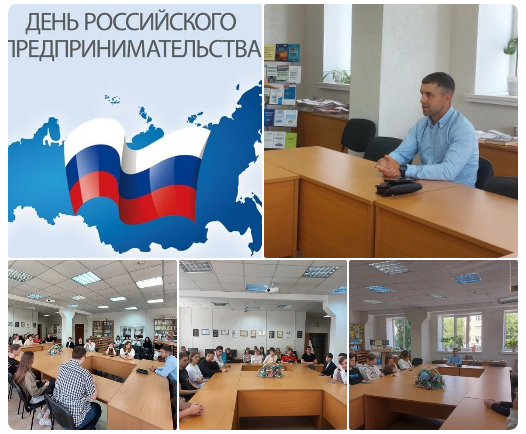 ДЕНЬ РОССИЙСКОГО
ПРЕДПРИНИМАТЕЛЬСТВА